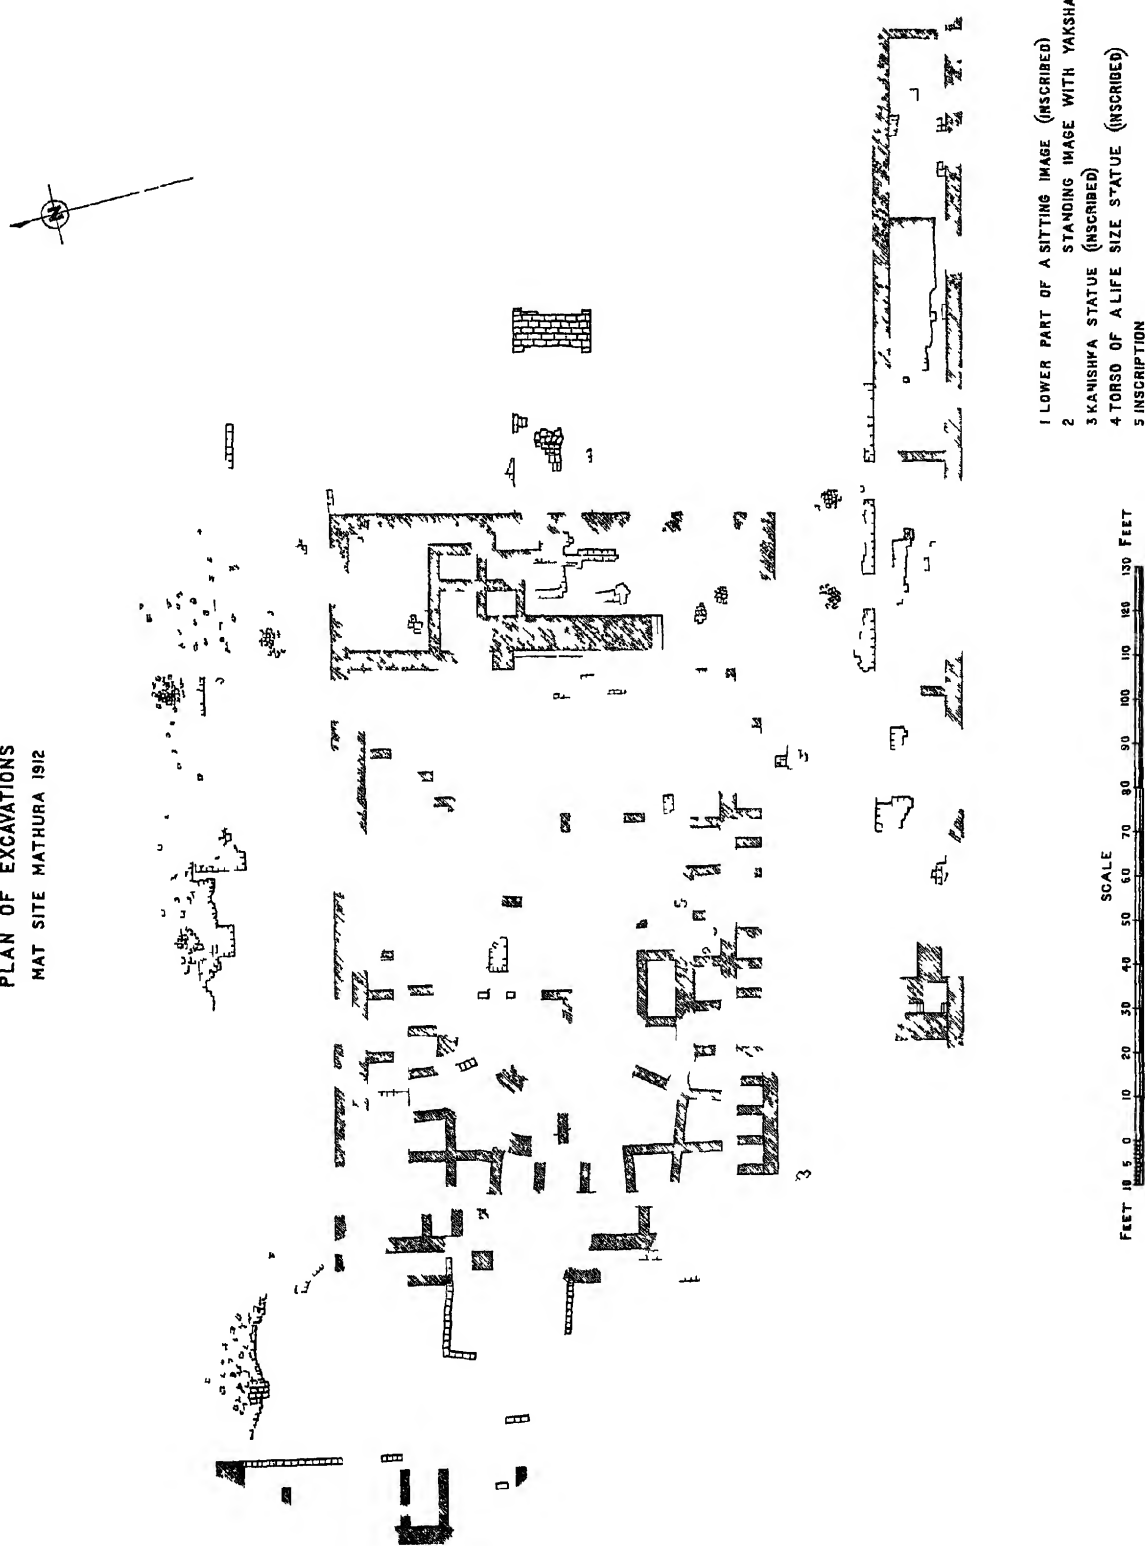 PLAN OF EXCAVATIONS
MAT SITE MATHURA 1912
N
5
3
1 LOWER PART OF A SITTING IMAGE (INSCRIBED)
2 STANDING IMAGE WITH YAKSHA
3 KANISHKA STATUE (INSCRIBED)
4 TORSO OF A LIFE SIZE STATUE (INSCRIBED)
5 INSCRIPTION
SCALE
FEET 10 5 0 10 20 30 40 50 60 70 80 90 100 110 120 130 FEET